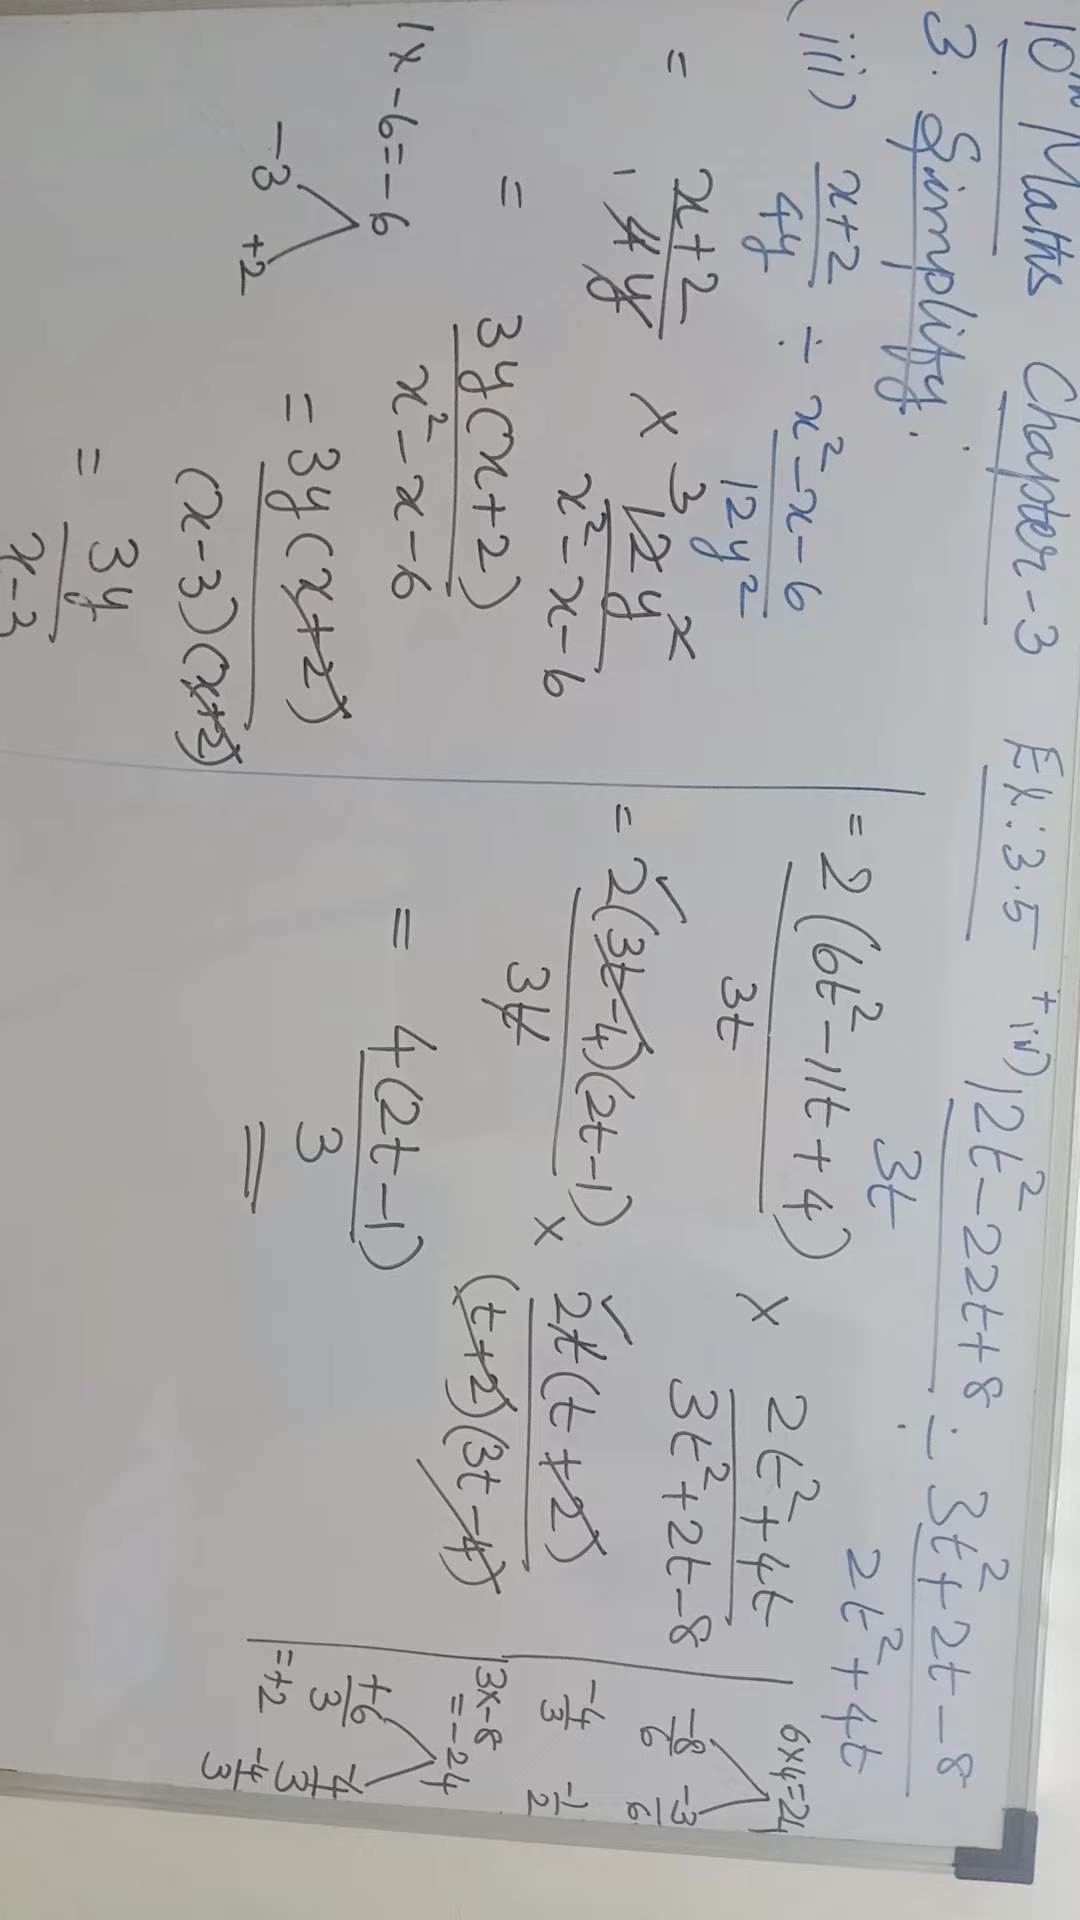 10th Maths Chapter-3 Ex:3.5
3. Simplify.
(iii) x+2/4y ÷ x²-x-6/12y²
= x+2/4y × 12y²/x²-x-6
1 3
= 3y(x+2)/x²-x-6
1x-6=-6
-3 +2
= 3y(x+2)/(x-3)(x+2)
= 3y/x-3
iv) 12t²-22t+8/3t ÷ 3t²+2t-8/2t²+4t
= 2(6t²-11t+4)/3t × 2t²+4t/3t²+2t-8
= 2(3t-4)(2t-1)/3t × 2t(t+2)/(t+2)(3t-4)
= 4(2t-1)/3
6x4=24
-8/6 -3/6
-4/3 -1/2
3x-8
=-24
+6/3 -4/3
=+2 -4/3